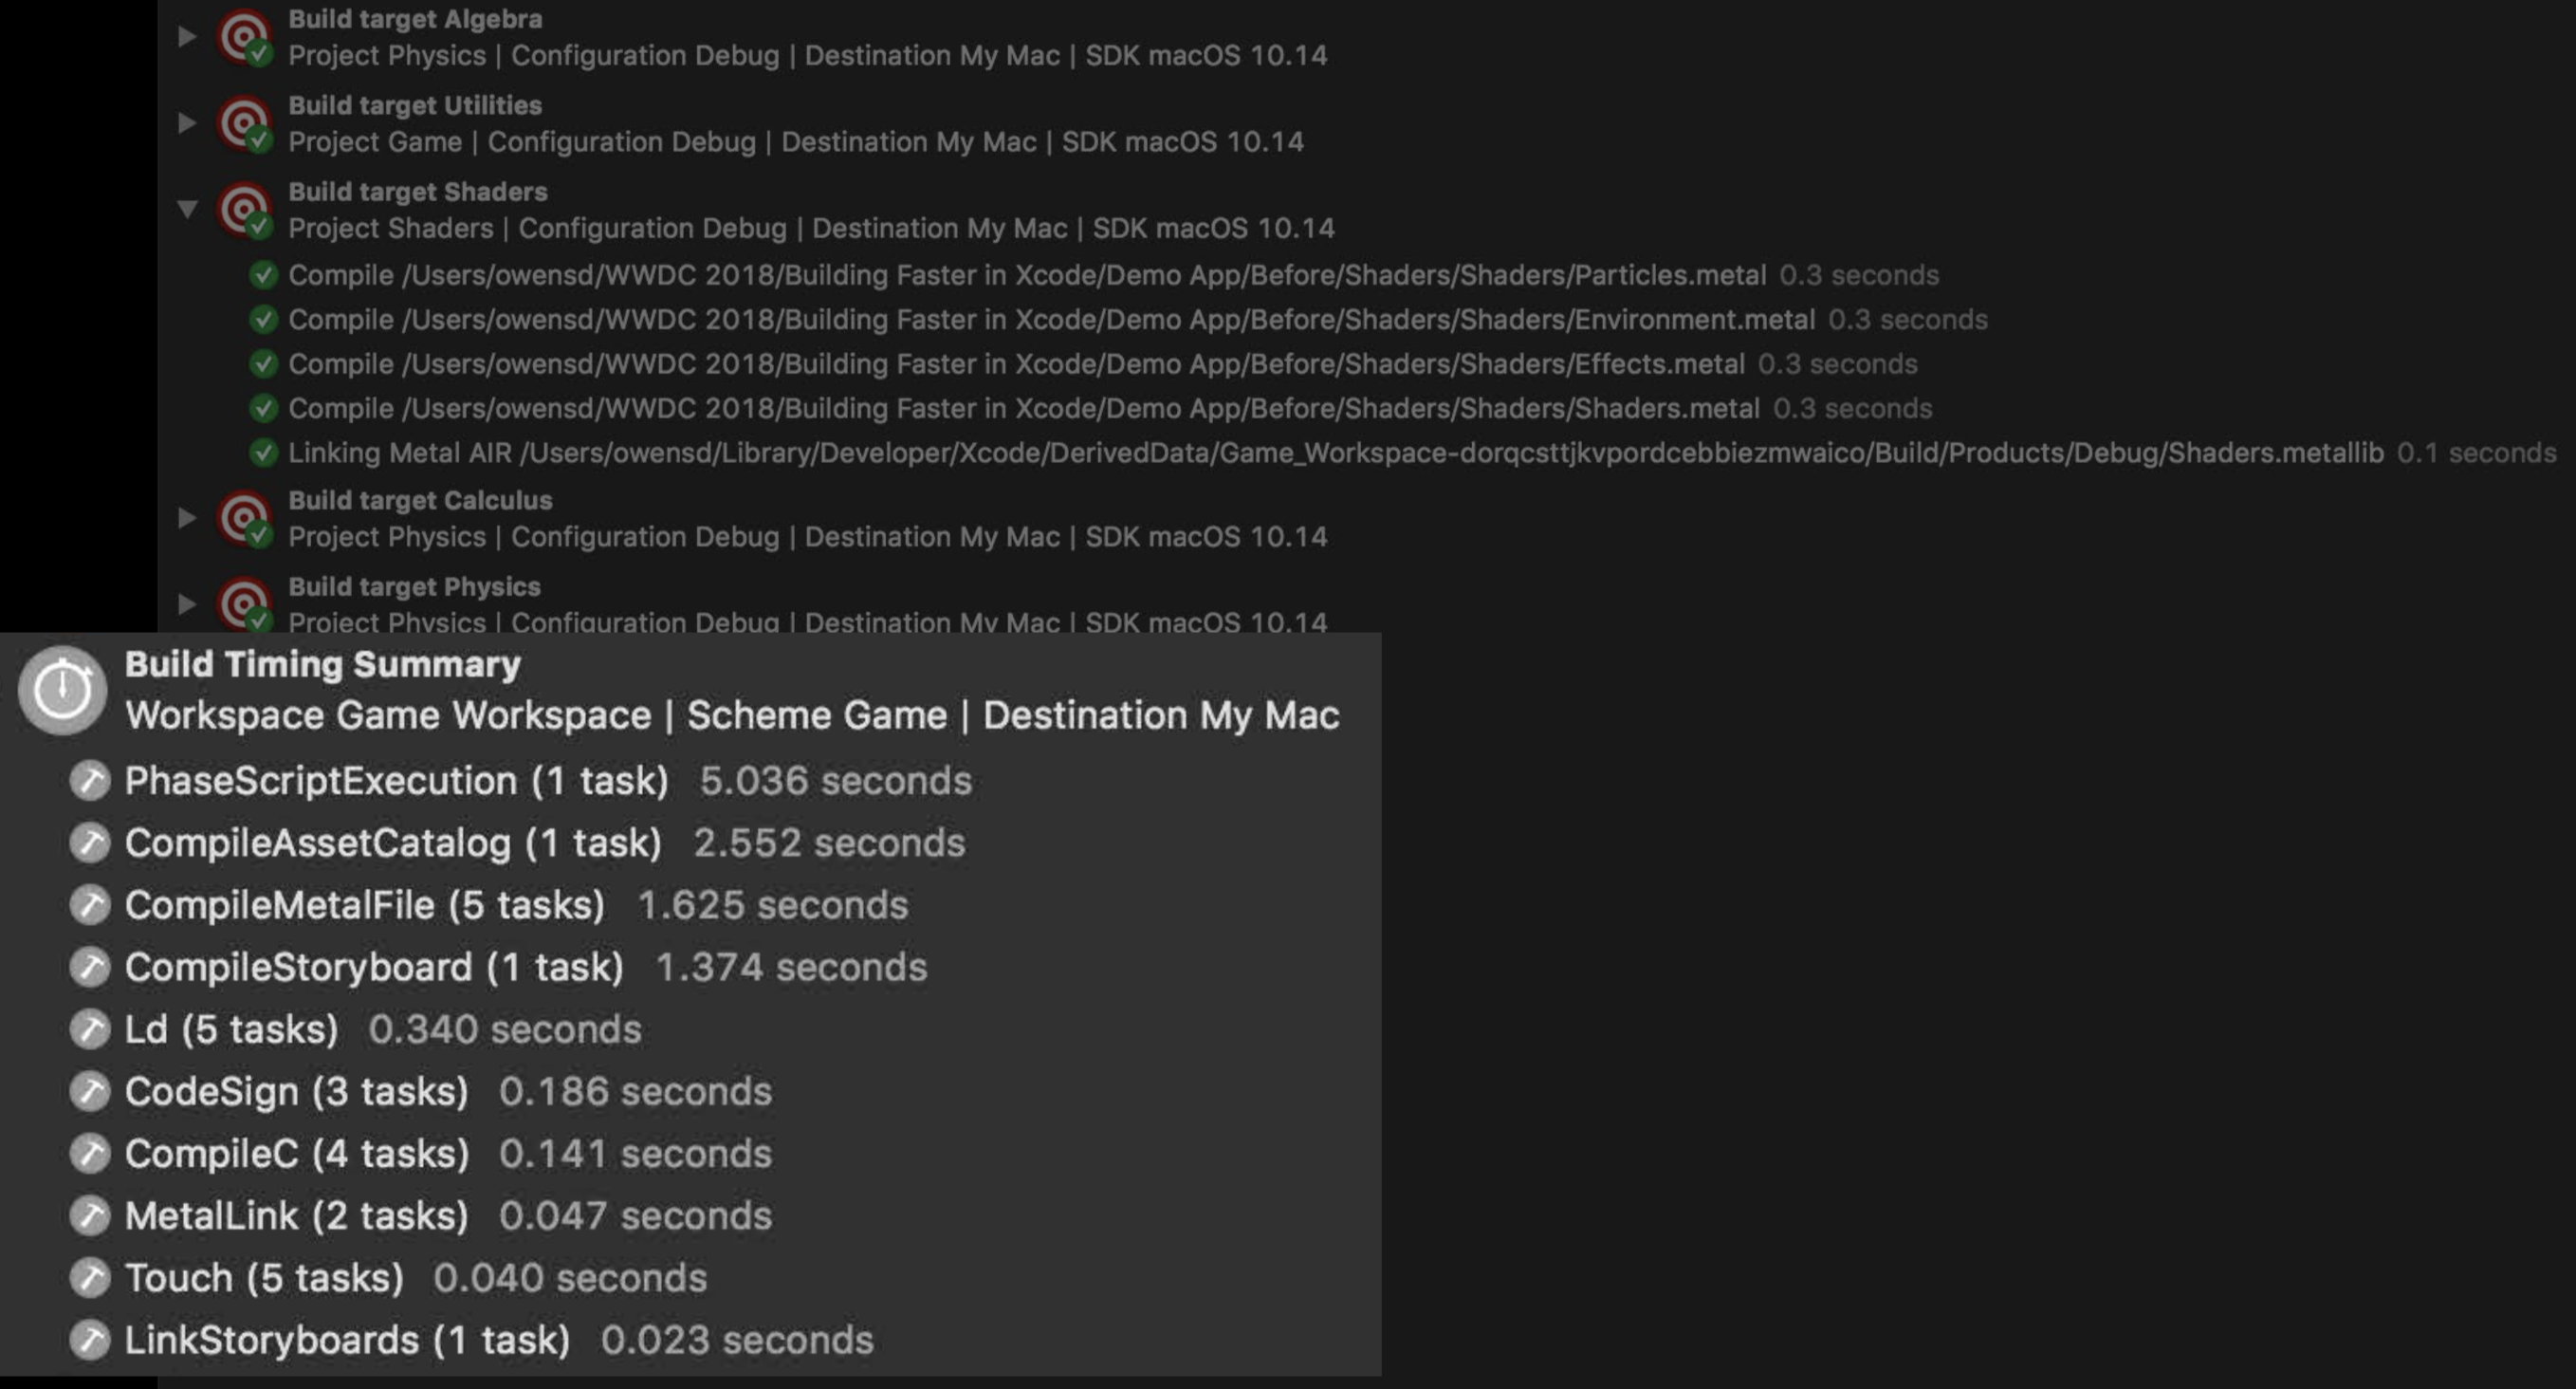 Build target Algebra
Project Physics | Configuration Debug | Destination My Mac | SDK macOS 10.14
Build target Utilities
Project Game | Configuration Debug | Destination My Mac | SDK macOS 10.14
Build target Shaders
Project Shaders | Configuration Debug | Destination My Mac | SDK macOS 10.14
Compile /Users/owensd/WWDC 2018/Building Faster in Xcode/Demo App/Before/Shaders/Shaders/Particles.metal 0.3 seconds
Compile /Users/owensd/WWDC 2018/Building Faster in Xcode/Demo App/Before/Shaders/Shaders/Environment.metal 0.3 seconds
Compile /Users/owensd/WWDC 2018/Building Faster in Xcode/Demo App/Before/Shaders/Shaders/Effects.metal 0.3 seconds
Compile /Users/owensd/WWDC 2018/Building Faster in Xcode/Demo App/Before/Shaders/Shaders/Shaders.metal 0.3 seconds
Linking Metal AIR /Users/owensd/Library/Developer/Xcode/DerivedData/Game_Workspace-dorqcsttjkvpordcebbiezmwaico/Build/Products/Debug/Shaders.metallib 0.1 seconds
Build target Calculus
Project Physics | Configuration Debug | Destination My Mac | SDK macOS 10.14
Build target Physics
Project Physics | Configuration Debug | Destination My Mac | SDK macOS 10.14
Build Timing Summary
Workspace Game Workspace | Scheme Game | Destination My Mac
PhaseScriptExecution (1 task) 5.036 seconds
CompileAssetCatalog (1 task) 2.552 seconds
CompileMetalFile (5 tasks) 1.625 seconds
CompileStoryboard (1 task) 1.374 seconds
Ld (5 tasks) 0.340 seconds
CodeSign (3 tasks) 0.186 seconds
CompileC (4 tasks) 0.141 seconds
MetalLink (2 tasks) 0.047 seconds
Touch (5 tasks) 0.040 seconds
LinkStoryboards (1 task) 0.023 seconds